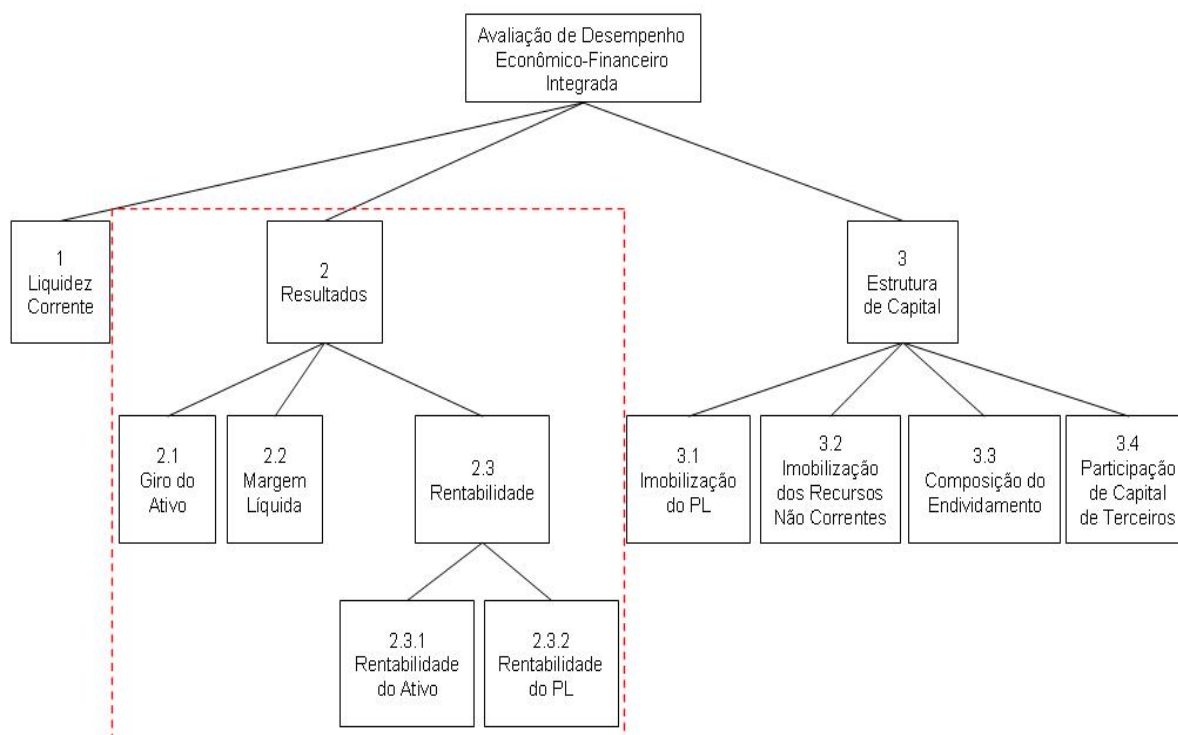 Avaliação de Desempenho
Econômico-Financeiro
Integrada
1
Liquidez
Corrente
2
Resultados
3
Estrutura
de Capital
2.1
Giro do
Ativo
2.2
Margem
Líquida
2.3
Rentabilidade
3.1
Imobilização
do PL
3.2
Imobilização
dos Recursos
Não Correntes
3.3
Composição do
Endividamento
3.4
Participação
de Capital
de Terceiros
2.3.1
Rentabilidade
do Ativo
2.3.2
Rentabilidade
do PL